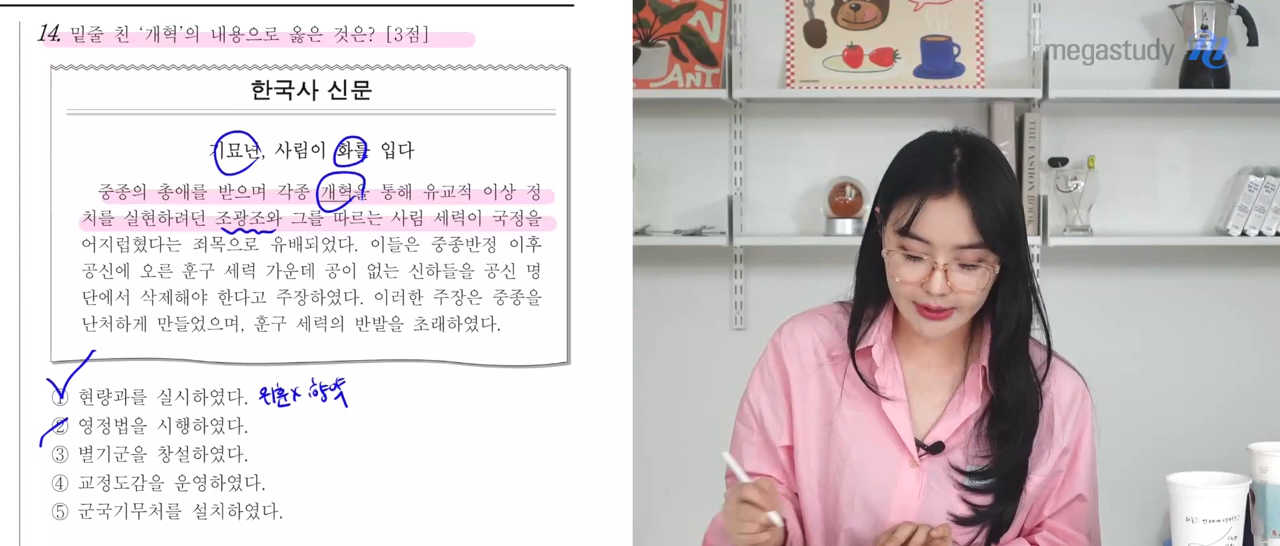 14. 밑줄 친 '개혁'의 내용으로 옳은 것은? [3점]
한국사 신문
기묘년, 사림이 화를 입다
중종의 총애를 받으며 각종 개혁을 통해 유교적 이상 정
치를 실현하려던 조광조와 그를 따르는 사림 세력이 국정을
어지럽혔다는 죄목으로 유배되었다. 이들은 중종반정 이후
공신에 오른 훈구 세력 가운데 공이 없는 신하들을 공신 명
단에서 삭제해야 한다고 주장하였다. 이러한 주장은 중종을
난처하게 만들었으며, 훈구 세력의 반발을 초래하였다.
① 현량과를 실시하였다. 위훈x 향약
② 영정법을 시행하였다.
③ 별기군을 창설하였다.
④ 교정도감을 운영하였다.
⑤ 군국기무처를 설치하였다.
ANT
megastudy
FASHION